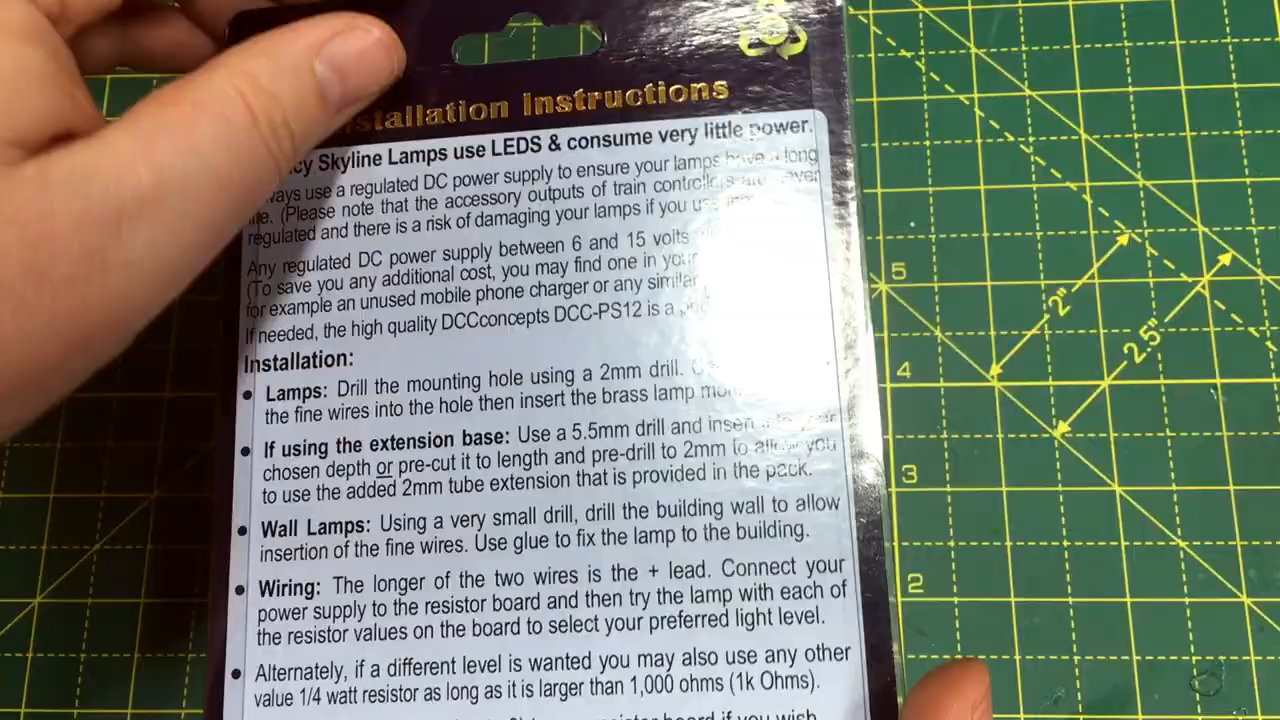 Installation Instructions
Skyline Lamps use LEDS & consume very little power.
use a regulated DC power supply to ensure your lamps have a long
(Please note that the accessory outputs of train
regulated and there is a risk of damaging your lamps if you
Any regulated DC power supply between 6 and 15 volts
(To save you any additional cost, you may find one in
for example an unused mobile phone charger or any similar
If needed, the high quality DCCconcepts DCC-PS12 is a
Installation:
• Lamps: Drill the mounting hole using a 2mm drill.
the fine wires into the hole then insert the brass lamp
• If using the extension base: Use a 5.5mm drill and
chosen depth or pre-cut it to length and pre-drill to 2mm to allow you
to use the added 2mm tube extension that is provided in the pack.
• Wall Lamps: Using a very small drill, drill the building wall to allow
insertion of the fine wires. Use glue to fix the lamp to the building.
• Wiring: The longer of the two wires is the + lead. Connect your
power supply to the resistor board and then try the lamp with each of
the resistor values on the board to select your preferred light level.
• Alternately, if a different level is wanted you may also use any other
value 1/4 watt resistor as long as it is larger than 1,000 ohms (1k Ohms).
board if you wish
5
4
3
2
2"
2.5"